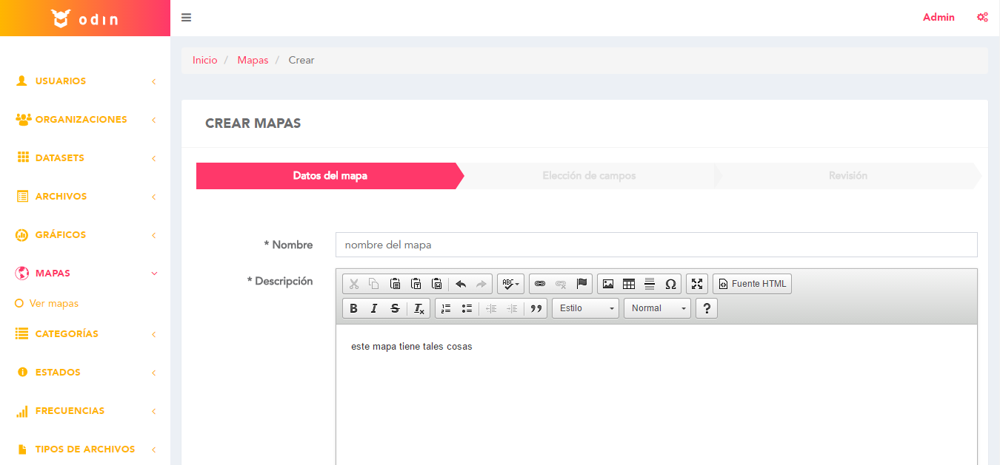 odin
Admin
Inicio / Mapas / Crear
USUARIOS
ORGANIZACIONES
DATASETS
ARCHIVOS
GRÁFICOS
MAPAS
Ver mapas
CATEGORÍAS
ESTADOS
FRECUENCIAS
TIPOS DE ARCHIVOS
CREAR MAPAS
Datos del mapa Elección de campos Revisión
* Nombre nombre del mapa
* Descripción
ABC
Ω Fuente HTML
B I S Tx Estilo Normal ?
este mapa tiene tales cosas